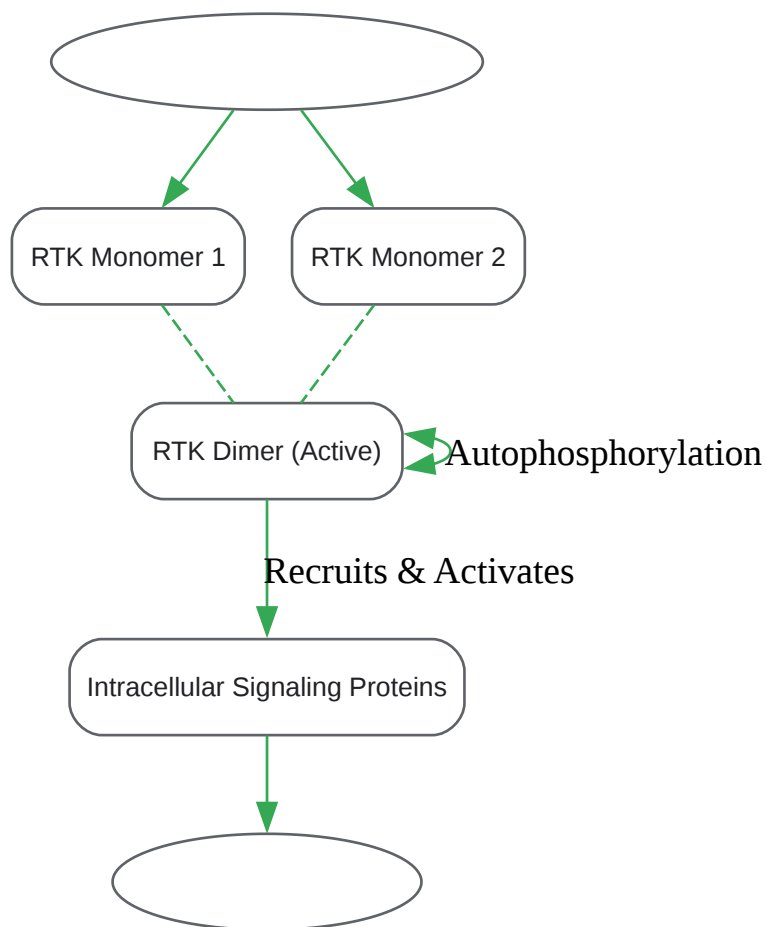 RTK Monomer 1
RTK Monomer 2
RTK Dimer (Active)
Autophosphorylation
Recruits & Activates
Intracellular Signaling Proteins